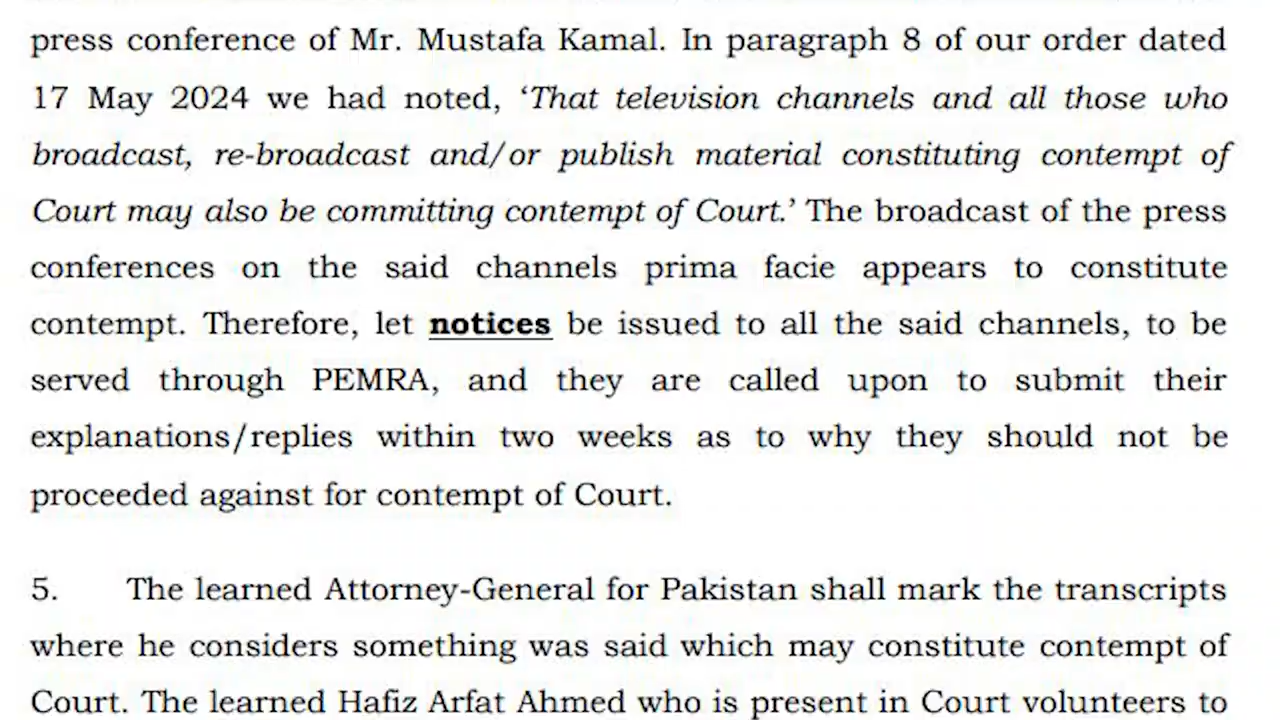 press conference of Mr. Mustafa Kamal. In paragraph 8 of our order dated
17 May 2024 we had noted, ‘That television channels and all those who
broadcast, re-broadcast and/or publish material constituting contempt of
Court may also be committing contempt of Court.’ The broadcast of the press
conferences on the said channels prima facie appears to constitute
contempt. Therefore, let notices be issued to all the said channels, to be
served through PEMRA, and they are called upon to submit their
explanations/replies within two weeks as to why they should not be
proceeded against for contempt of Court.
5. The learned Attorney-General for Pakistan shall mark the transcripts
where he considers something was said which may constitute contempt of
Court. The learned Hafiz Arfat Ahmed who is present in Court volunteers to